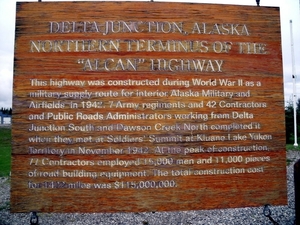 DELTA JUNCTION, ALASKA
NORTHERN TERMINUS OF THE
"ALCAN" HIGHWAY
This highway was constructed during World War II as a
military supply route for interior Alaska Military and
Airfields. In 1942, 7 Army regiments and 42 Contractors
and Public Roads Administrators working from Delta
Junction South and Dawson Creek North completed it
when they met at Soldiers' Summit at Kluane Lake Yukon
Territory in November 1942. At the peak of construction
77 Contractors employed 15,000 men and 11,000 pieces
of road building equipment. The total construction cost
for miles was $115,000,000.